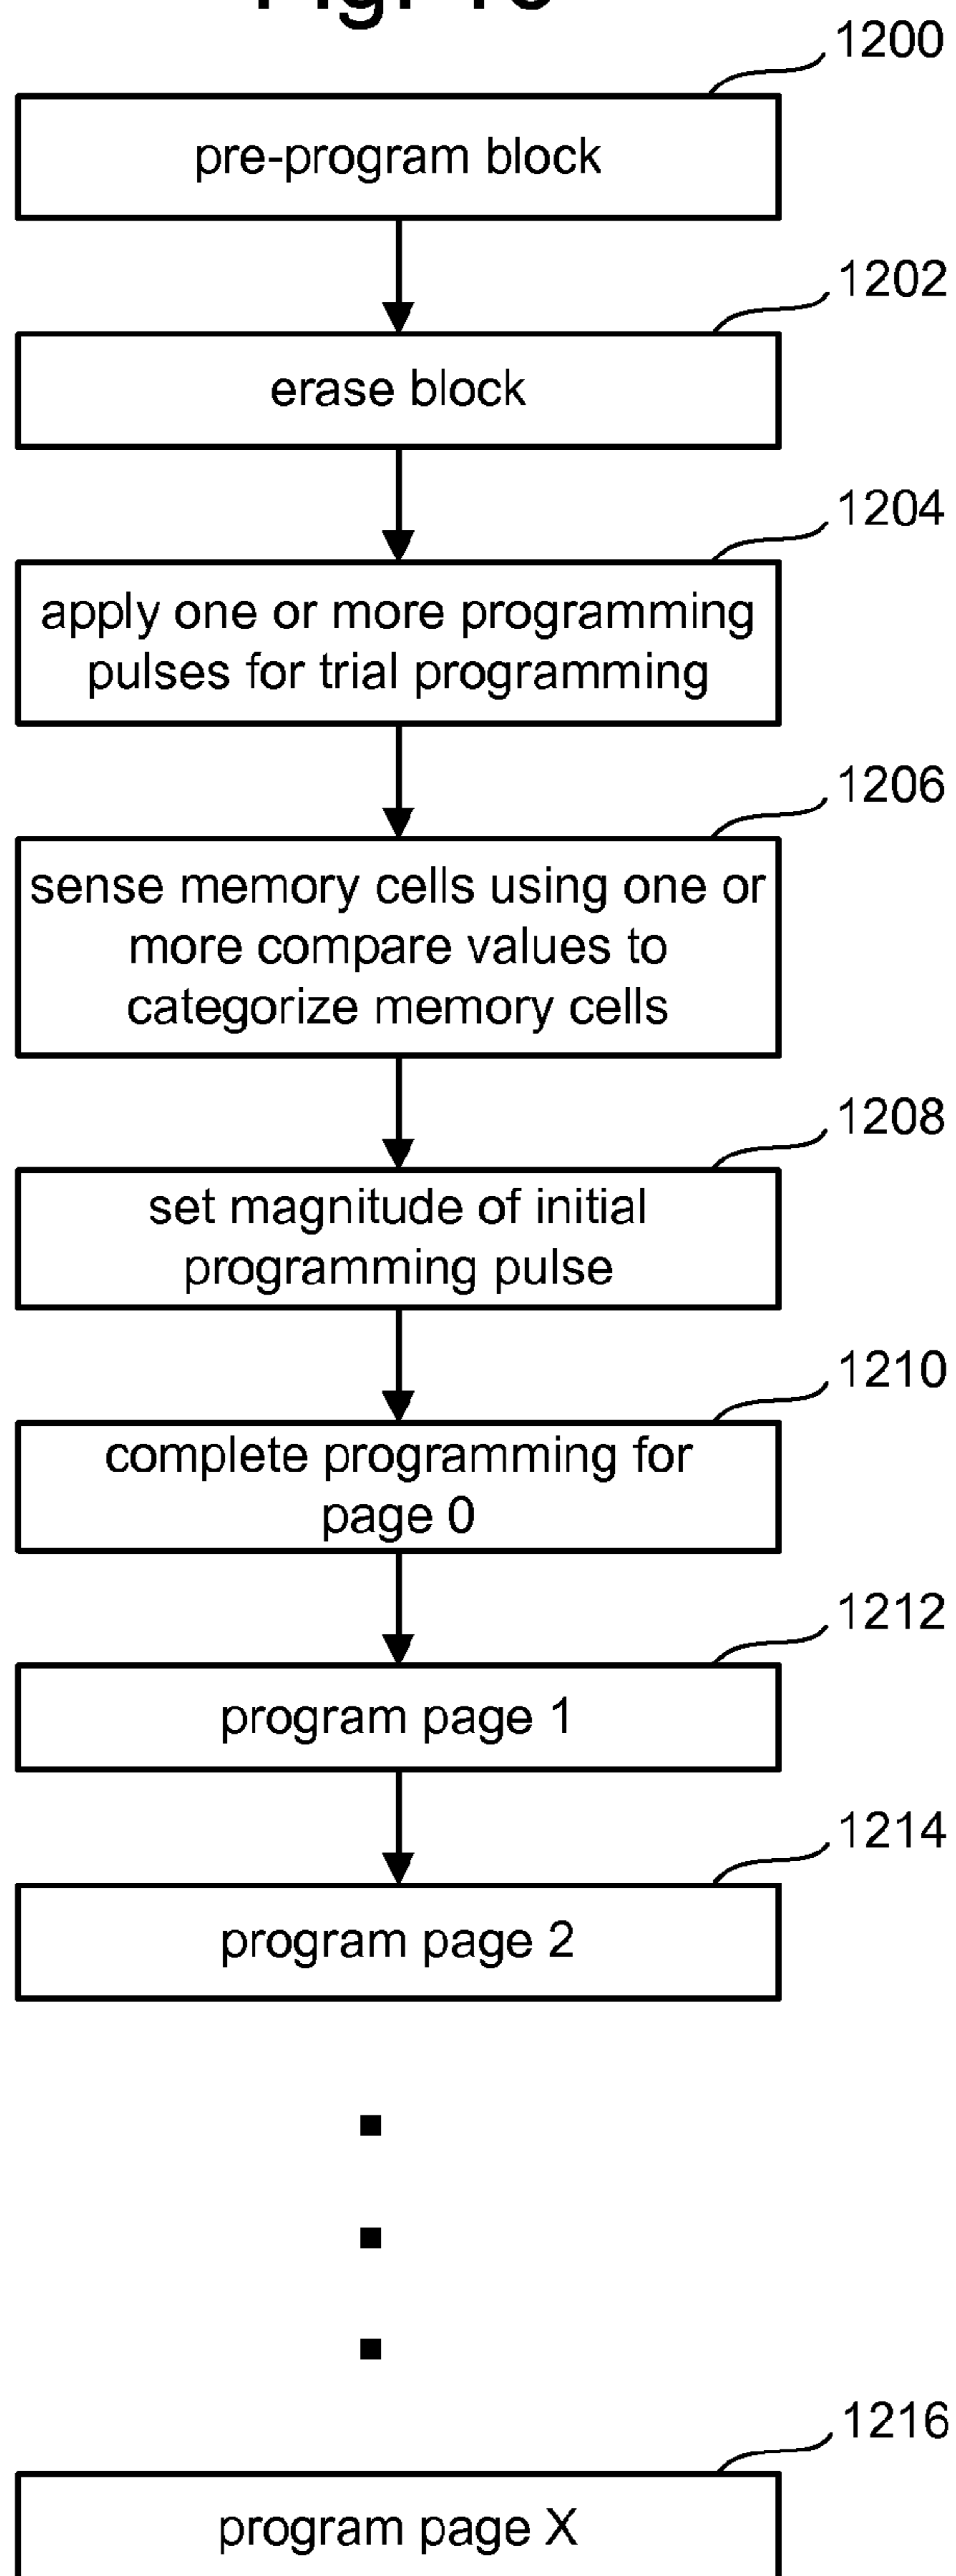 1200
pre-program block
1202
erase block
1204
apply one or more programming
pulses for trial programming
1206
sense memory cells using one or
more compare values to
categorize memory cells
1208
set magnitude of initial
programming pulse
1210
complete programming for
page 0
1212
program page 1
1214
program page 2
1216
program page X